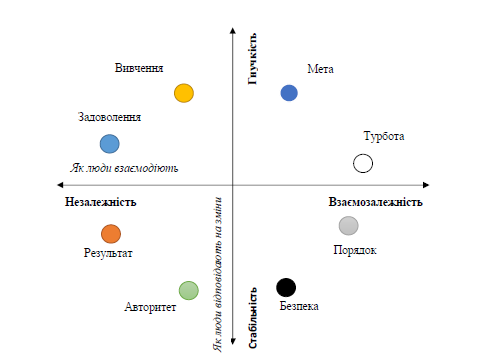 Гнучкість
Вивчення
Мета
Задоволення
Турбота
Як люди взаємодіють
Незалежність
Взаємозалежність
Результат
Порядок
Авторитет
Безпека
Як люди відповідають на зміни
Стабільність